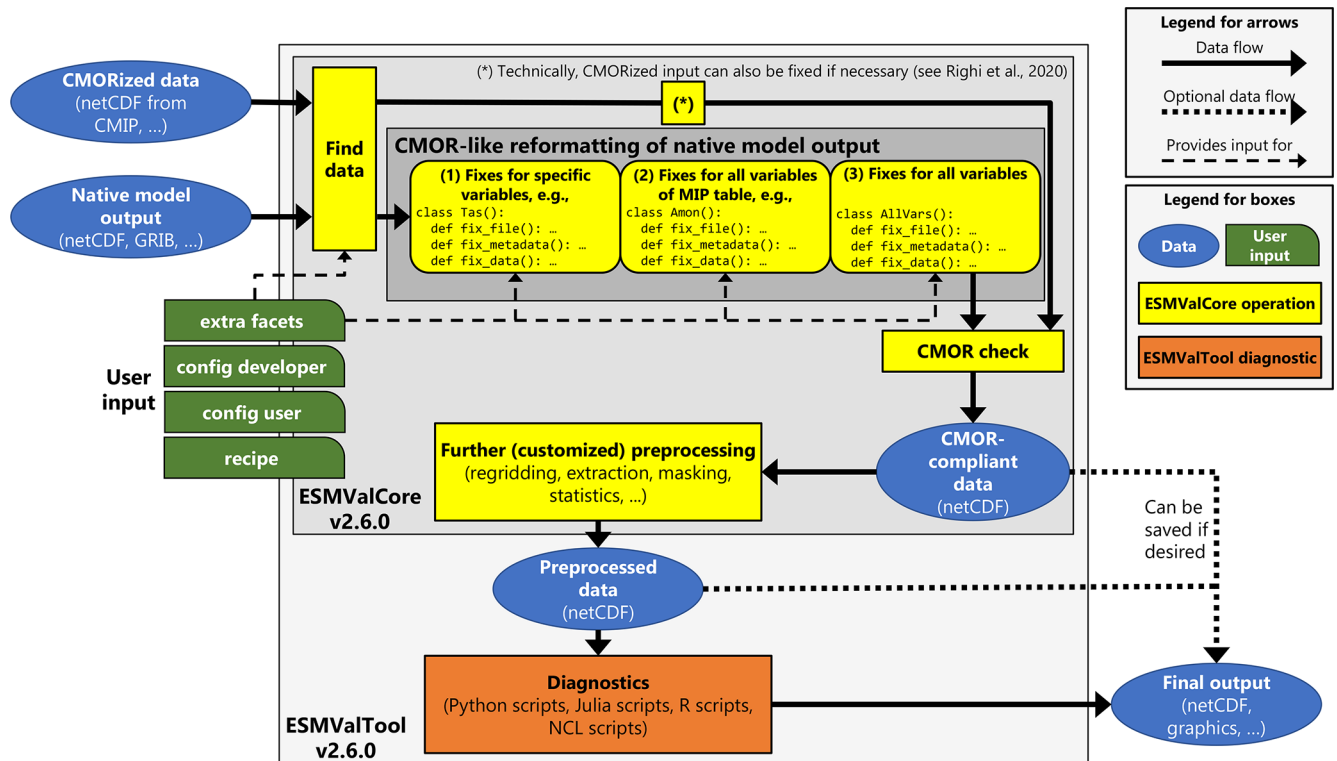 (*) Technically, CMORized input can also be fixed if necessary (see Righi et al., 2020)
CMORized data
(netCDF from
CMIP, ...)
Native model
output
(netCDF, GRIB, ...)
Find
data
(*)
CMOR-like reformatting of native model output
(1) Fixes for specific
variables, e.g.,
class Tas():
def fix_file(): …
def fix_metadata(): …
def fix_data(): …
(2) Fixes for all variables
of MIP table, e.g.,
class Amon():
def fix_file(): …
def fix_metadata(): …
def fix_data(): …
(3) Fixes for all variables
class AllVars():
def fix_file(): …
def fix_metadata(): …
def fix_data(): …
User
input
extra facets
config developer
config user
recipe
CMOR check
CMOR-
compliant
data
(netCDF)
Further (customized) preprocessing
(regridding, extraction, masking,
statistics, ...)
ESMValCore
v2.6.0
Preprocessed
data
(netCDF)
Can be
saved if
desired
Diagnostics
(Python scripts, Julia scripts, R scripts,
NCL scripts)
ESMValTool
v2.6.0
Final output
(netCDF,
graphics, ...)
Legend for arrows
Data flow
Optional data flow
Provides input for
Legend for boxes
Data
User
input
ESMValCore operation
ESMValTool diagnostic